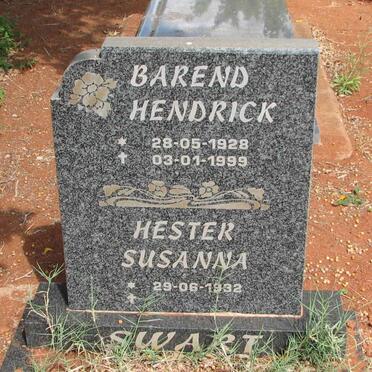 BAREND
HENDRICK
* 28-05-1928
✝ 03-01-1999
HESTER
SUSANNA
* 29-06-1932
✝
SWART